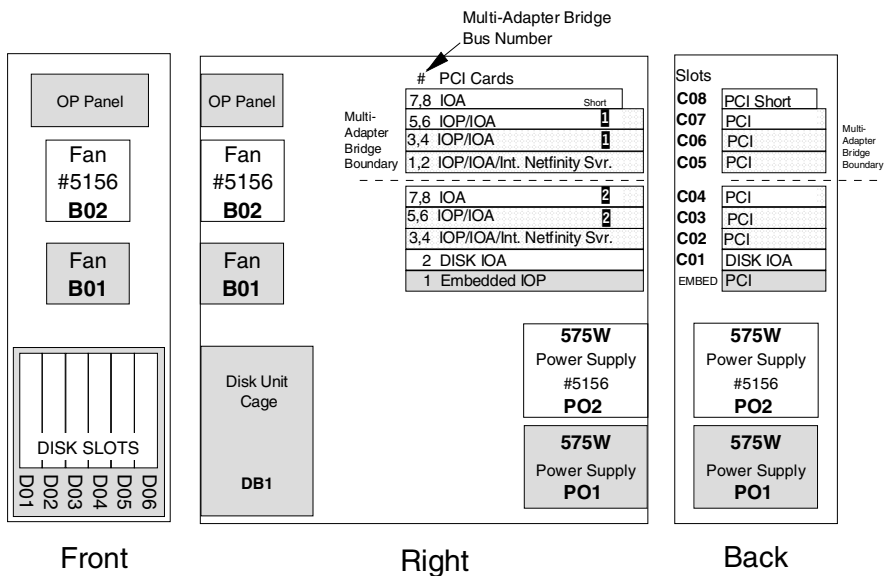 Multi-Adapter Bridge
Bus Number
OP Panel
Fan
#5156
B02
Fan
B01
DISK SLOTS
D01
D02
D03
D04
D05
D06
Front
OP Panel
Fan
#5156
B02
Fan
B01
Disk Unit
Cage
DB1
Multi-
Adapter
Bridge
Boundary
# PCI Cards
7,8 IOA Short
5,6 IOP/IOA 1
3,4 IOP/IOA 1
1,2 IOP/IOA/Int. Netfinity Svr.
7,8 IOA 2
5,6 IOP/IOA 2
3,4 IOP/IOA/Int. Netfinity Svr.
2 DISK IOA
1 Embedded IOP
575W
Power Supply
#5156
PO2
575W
Power Supply
PO1
Right
Slots
C08 PCI Short
C07 PCI
C06 PCI
C05 PCI
Multi-
Adapter
Bridge
Boundary
C04 PCI
C03 PCI
C02 PCI
C01 DISK IOA
EMBED PCI
575W
Power Supply
#5156
PO2
575W
Power Supply
PO1
Back